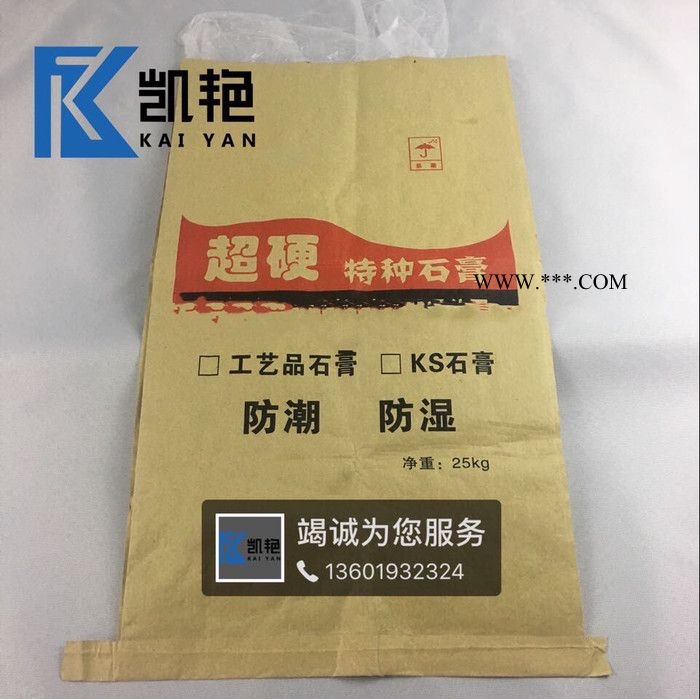 凯艳
KAI YAN
超硬 特种石膏
WWW.***.COM
□ 工艺品石膏 □ KS石膏
防潮 防湿
净重：25kg
凯艳
KAI YAN
竭诚为您服务
13601932324